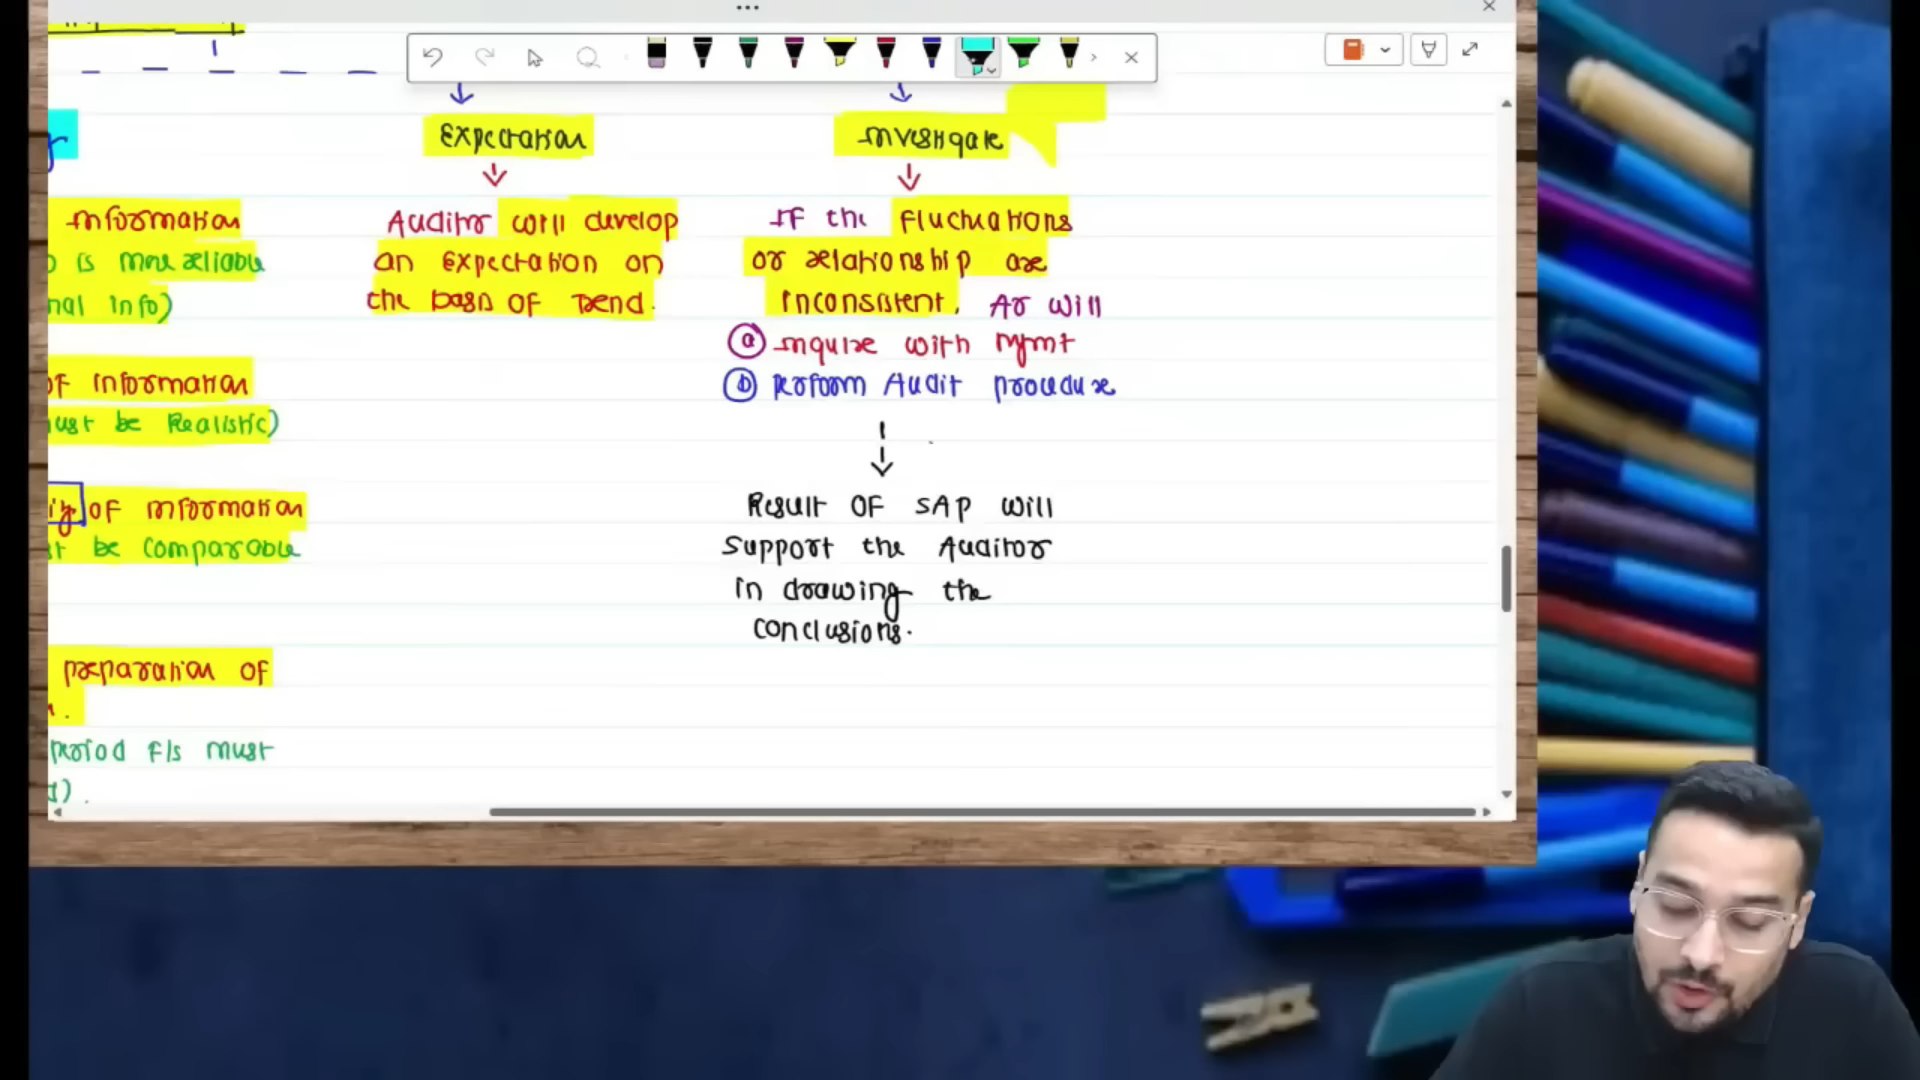 Expectation
Investigate
Information
is more reliable
nal Info)
of information
ust be Realistic)
of information
be comparable
preparation of
period F/s must
Auditor will develop
an Expectation on
the basis of Trend.
If the Fluctuations
or relationship are
Inconsistent, Ar will
(a) Inquire with Mgmt
(b) perform Audit procedure
Result OF SAP will
support the Auditor
in drawing the
conclusions.